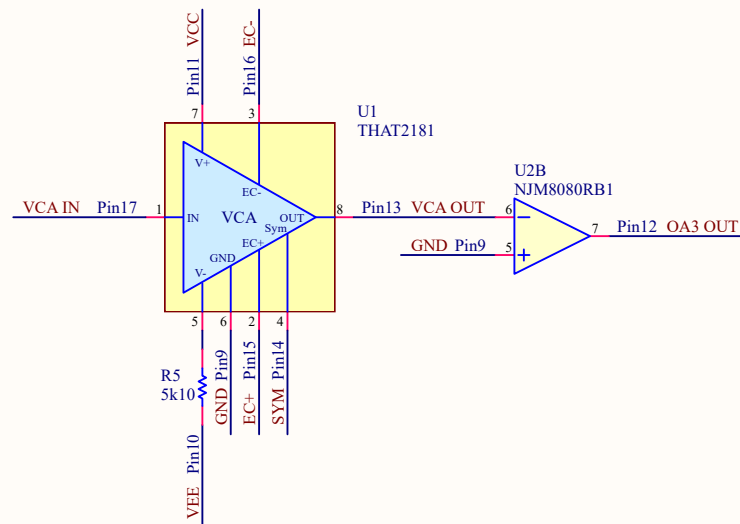 Pin11 VCC
Pin16 EC-
7
3
U1
THAT2181
V+
EC-
VCA IN Pin17
1
IN
VCA
OUT
8
Pin13 VCA OUT
Sym
EC+
GND
V-
U2B
NJM8080RB1
6
7
Pin12 OA3 OUT
GND Pin9
5
5
6
2
4
R5
5k10
GND Pin9
EC+ Pin15
SYM Pin14
VEE Pin10